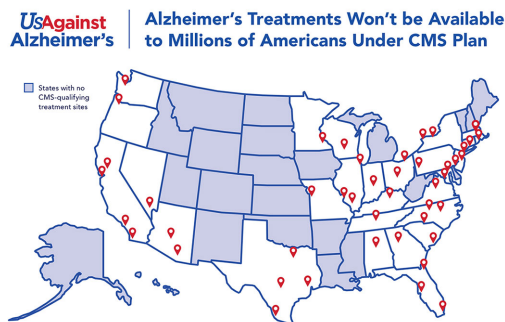 UsAgainst
Alzheimer's
Alzheimer's Treatments Won't be Available
to Millions of Americans Under CMS Plan
States with no
CMS-qualifying
treatment sites